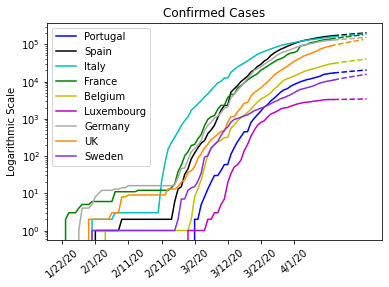 Confirmed Cases
Logarithmic Scale
10^5
10^4
10^3
10^2
10^1
10^0
Portugal
Spain
Italy
France
Belgium
Luxembourg
Germany
UK
Sweden
1/22/20
2/1/20
2/11/20
2/21/20
3/2/20
3/12/20
3/22/20
4/1/20